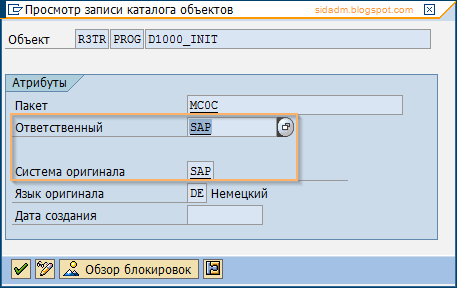 Просмотр записи каталога объектов
sidadm.blogspot.com
Объект R3TR PROG D1000_INIT
Атрибуты
Пакет MC0C
Ответственный SAP
Система оригинала SAP
Язык оригинала DE Немецкий
Дата создания
Обзор блокировок